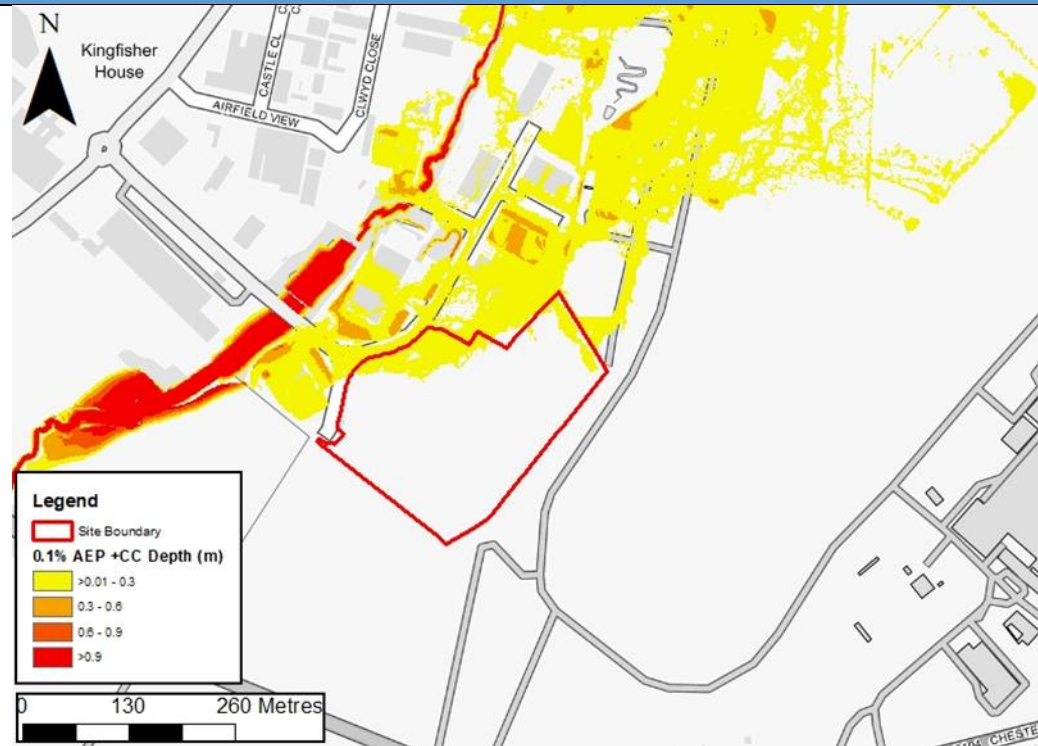 N
Kingfisher
House
CASTLE CL
AIRFIELD VIEW
CLWYD CLOSE
Legend
Site Boundary
0.1% AEP +CC Depth (m)
>0.01 - 0.3
0.3 - 0.6
0.6 - 0.9
>0.9
0 130 260 Metres
CHESTE